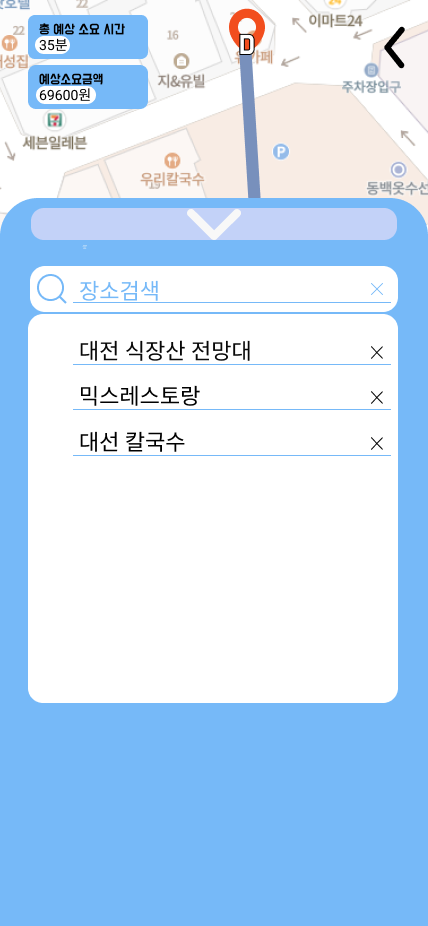 22
22
총 예상 소요 시간
35분
이마트24
16
D
예상소요금액
69600원
지&유빌
주차장입구
세븐일레븐
P
우리칼국수
동백옷수선
장소검색
대전 식장산 전망대
믹스레스토랑
대선 칼국수